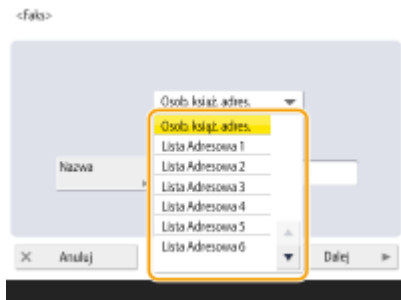 <Faks>
Osob. książ. adres.
Osob. książ. adres.
Lista Adresowa 1
Lista Adresowa 2
Nazwa
Lista Adresowa 3
Lista Adresowa 4
Lista Adresowa 5
Lista Adresowa 6
Anuluj
Dalej